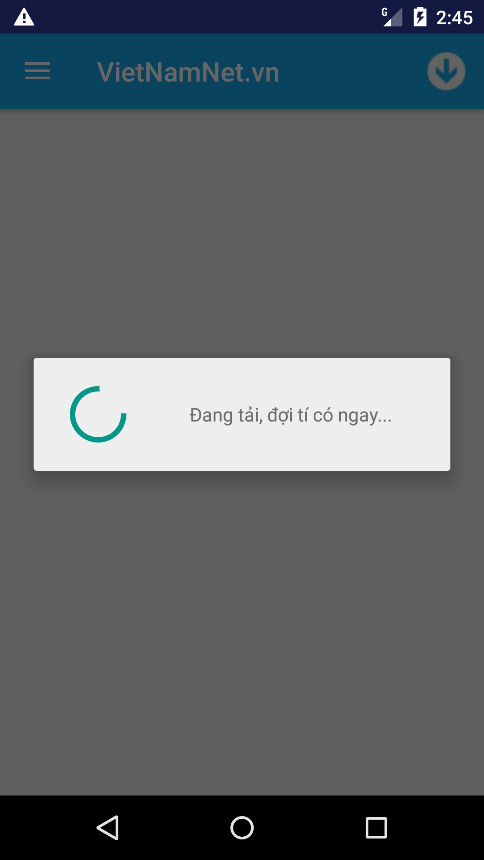 G 2:45
VietNamNet.vn
Đang tải, đợi tí có ngay...